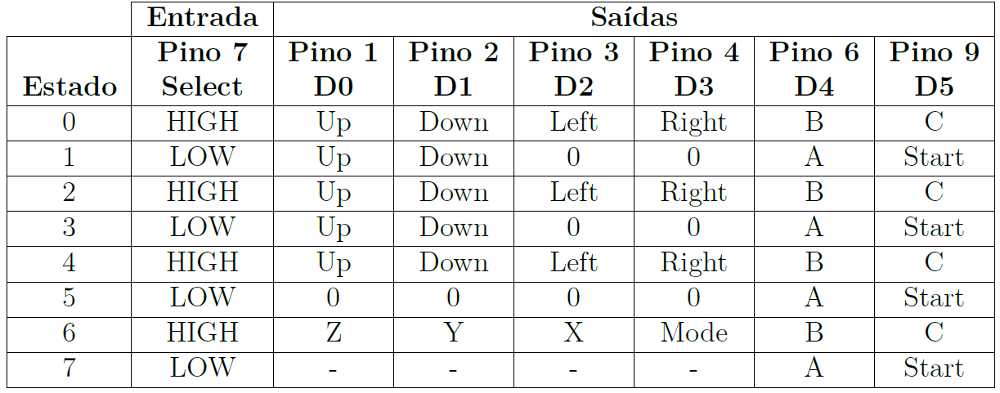 Entrada Saídas
Pino 7 Pino 1 Pino 2 Pino 3 Pino 4 Pino 6 Pino 9
Estado Select D0 D1 D2 D3 D4 D5
0 HIGH Up Down Left Right B C
1 LOW Up Down 0 0 A Start
2 HIGH Up Down Left Right B C
3 LOW Up Down 0 0 A Start
4 HIGH Up Down Left Right B C
5 LOW 0 0 0 0 A Start
6 HIGH Z Y X Mode B C
7 LOW - - - - A Start